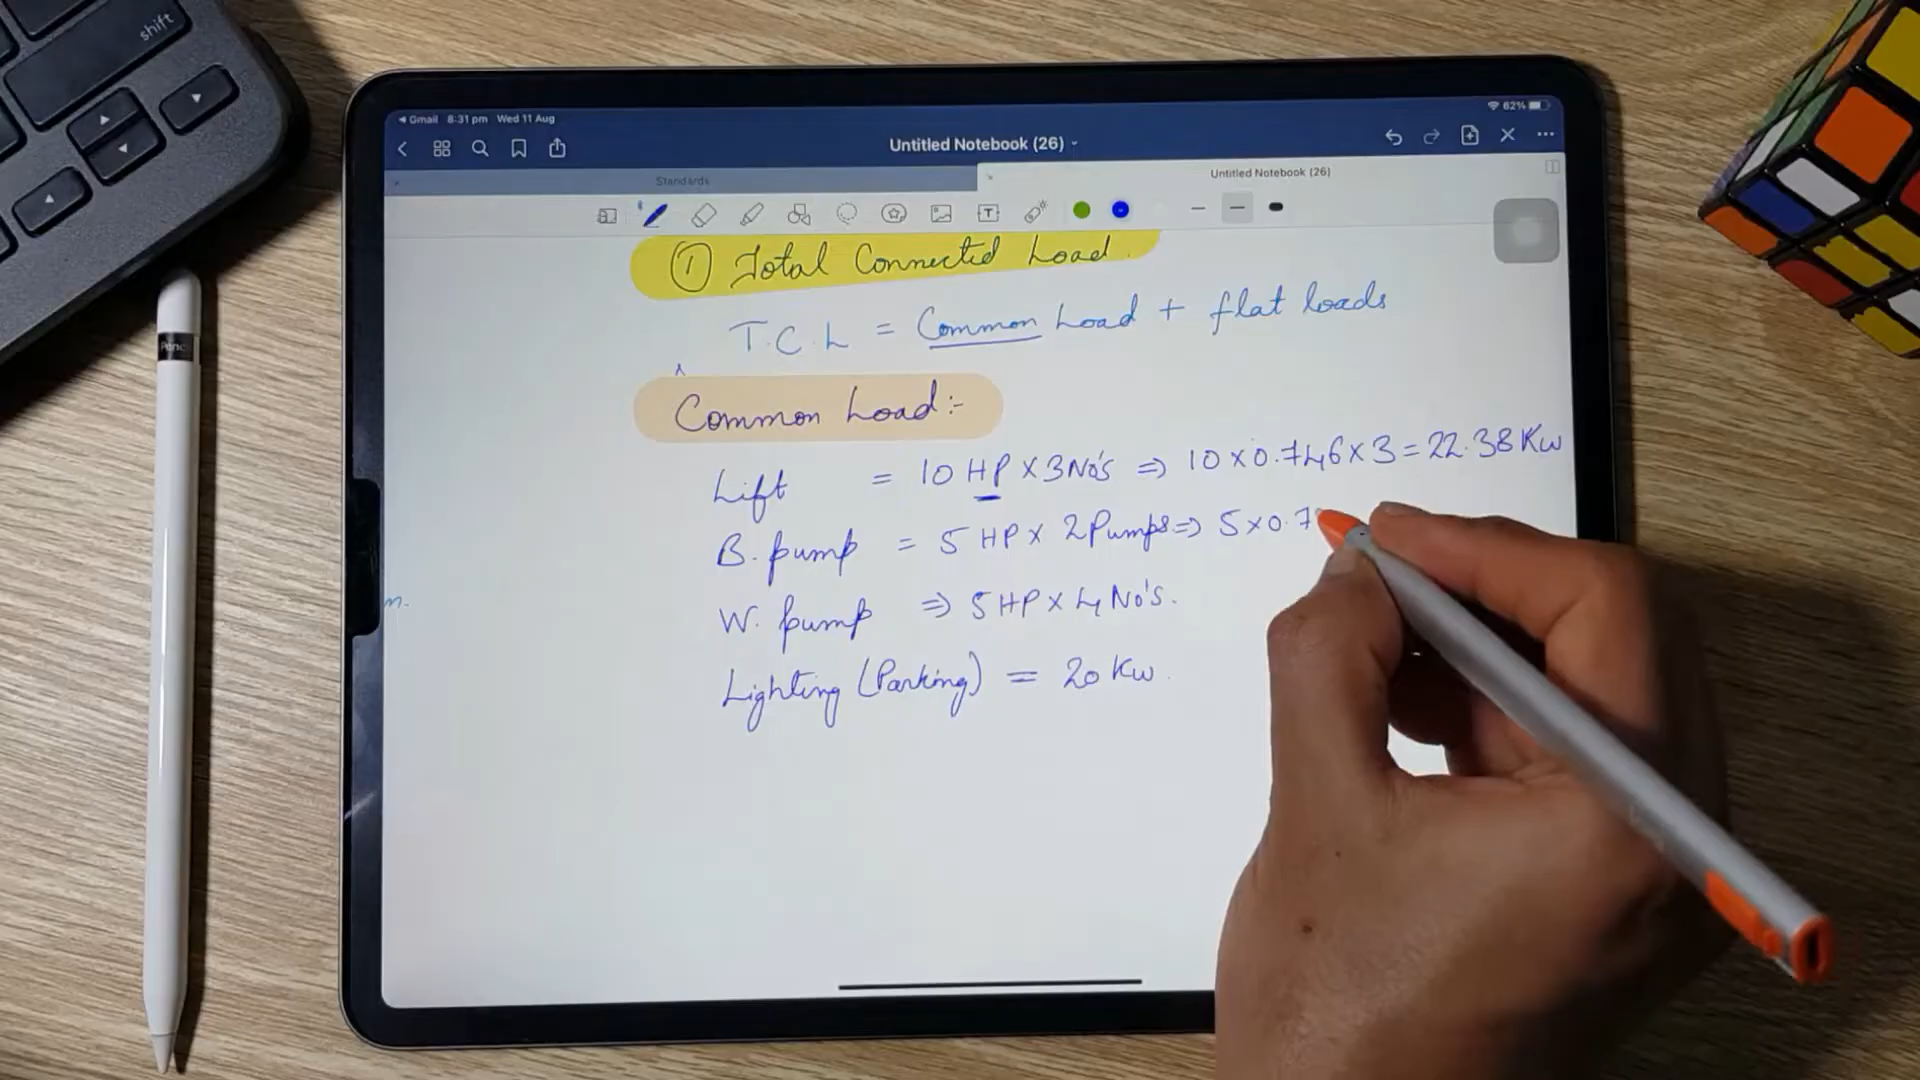 shift
Gmail 8:31 pm Wed 11 Aug
62%
Untitled Notebook (26)
Standards
Untitled Notebook (26)
T
① Total Connected Load.
T.C.L = Common Load + flat loads
Common Load:-
Lift = 10 HP × 3No's ⇒ 10 × 0.746 × 3 = 22.38 Kw
B. pump = 5 HP × 2 Pumps ⇒ 5 × 0.7
W. pump ⇒ 5 HP × 4 No's.
Lighting (Parking) = 20 Kw.
m.